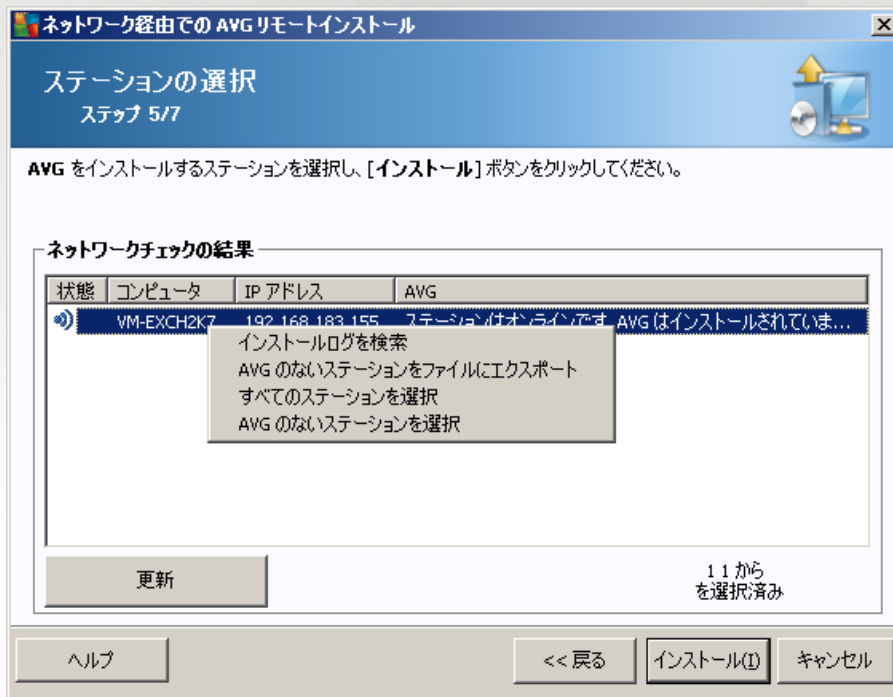 ネットワーク経由での AVG リモートインストール
ステーションの選択
ステップ 5/7
AVG をインストールするステーションを選択し、[インストール] ボタンをクリックしてください。
ネットワークチェックの結果
状態 コンピュータ IP アドレス AVG
VM-EXCH2K7 192.168.183.155 ステーションはオンラインです。AVG はインストールされていま...
インストールログを検索
AVG のないステーションをファイルにエクスポート
すべてのステーションを選択
AVG のないステーションを選択
更新
1 1 から
を選択済み
ヘルプ
<< 戻る
インストール(I)
キャンセル